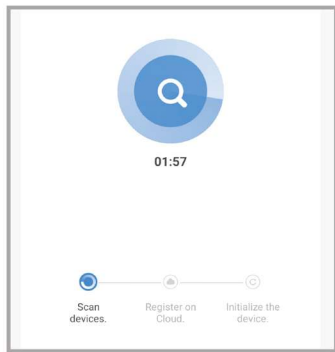 01:57
Scan
devices.
Register on
Cloud.
Initialize the
device.